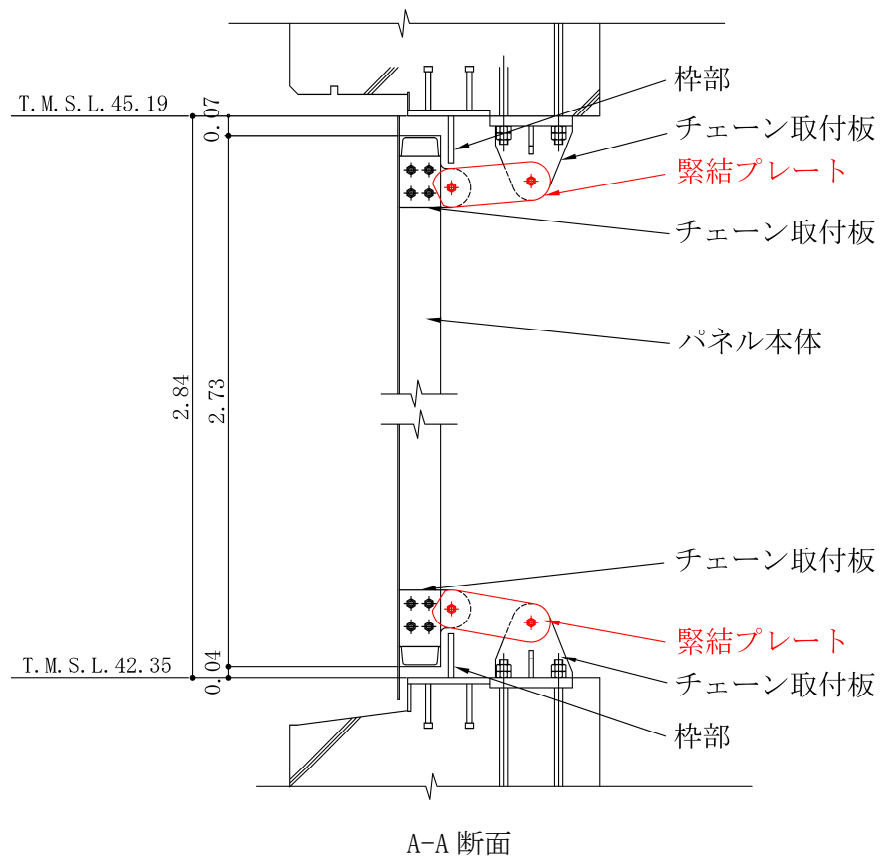 T.M.S.L.45.19
0.07
枠部
チェーン取付板
緊結プレート
チェーン取付板
パネル本体
2.84
2.73
チェーン取付板
緊結プレート
T.M.S.L.42.35
0.04
チェーン取付板
枠部
A-A 断面